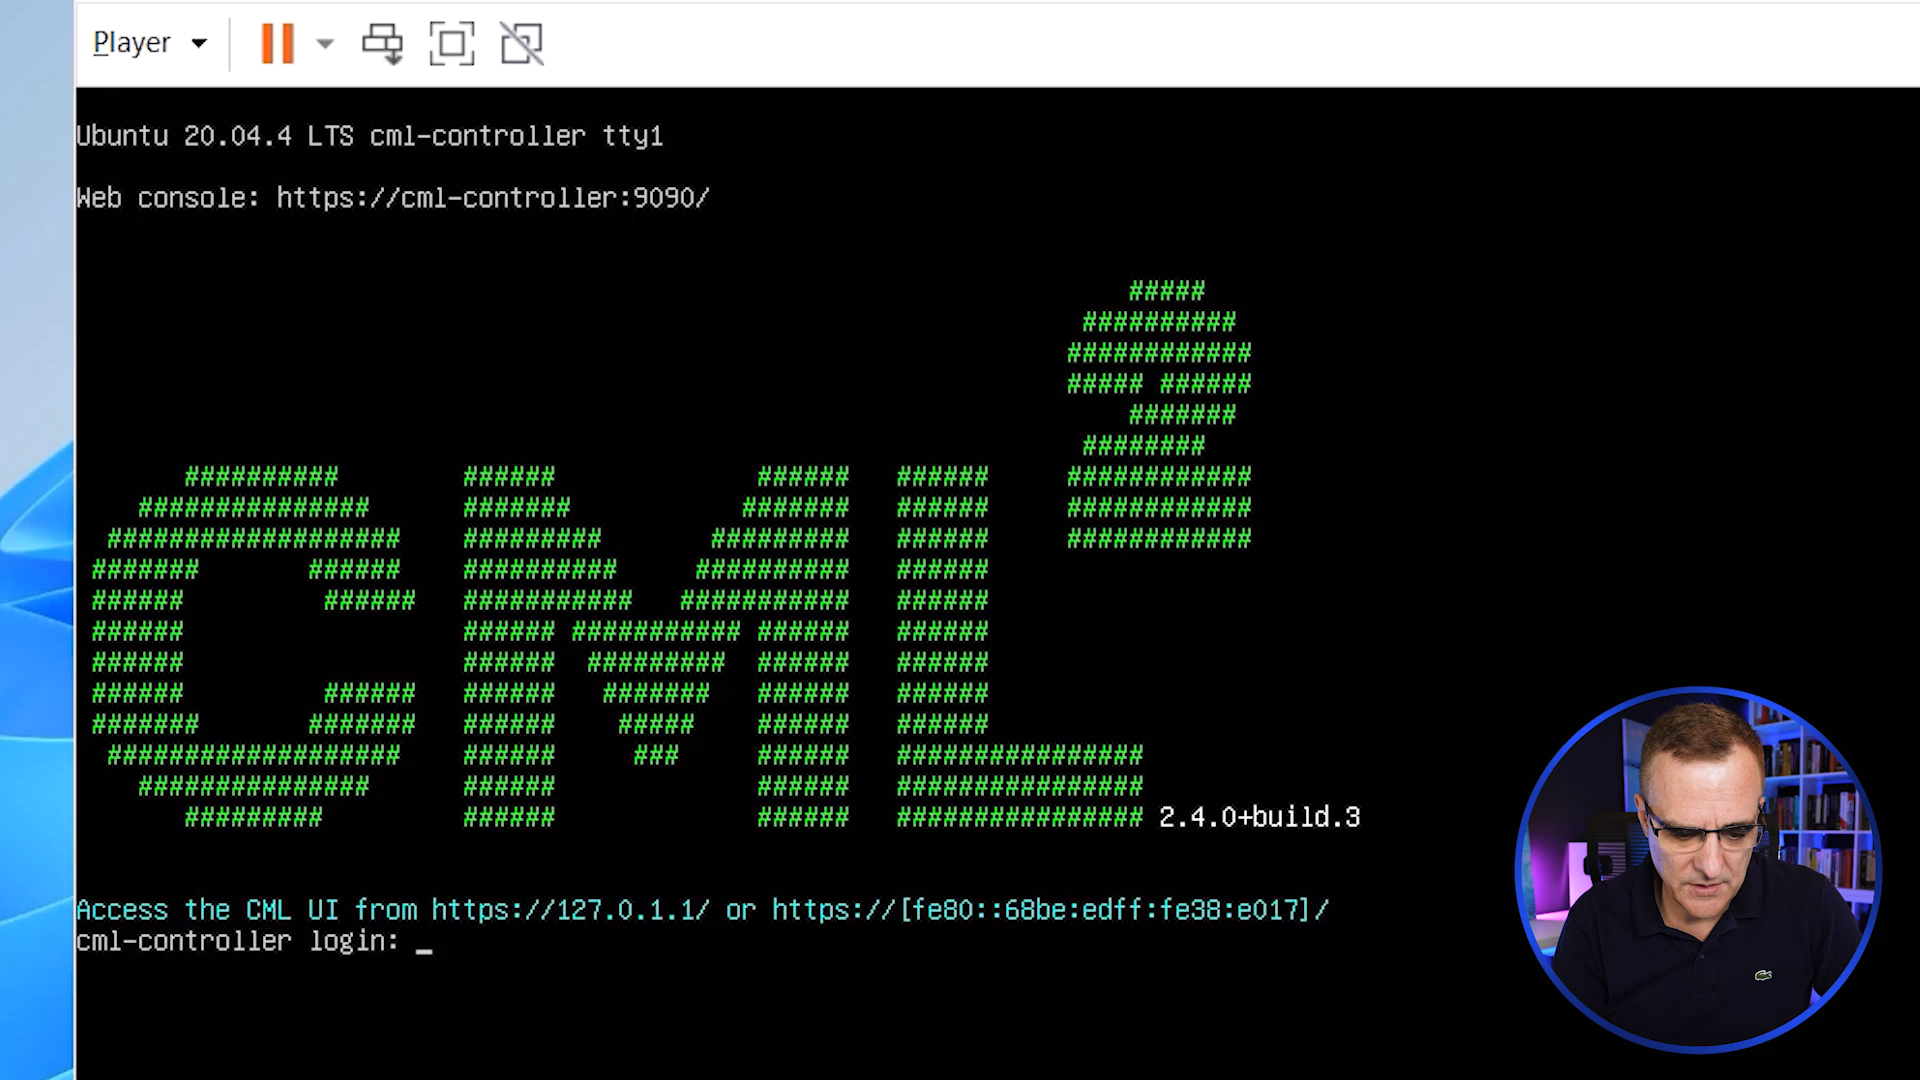 Player
Ubuntu 20.04.4 LTS cml-controller tty1
Web console: https://cml-controller:9090/
CML2
2.4.0+build.3
Access the CML UI from https://127.0.1.1/ or https://[fe80::68be:edff:fe38:e017]/
cml-controller login: _